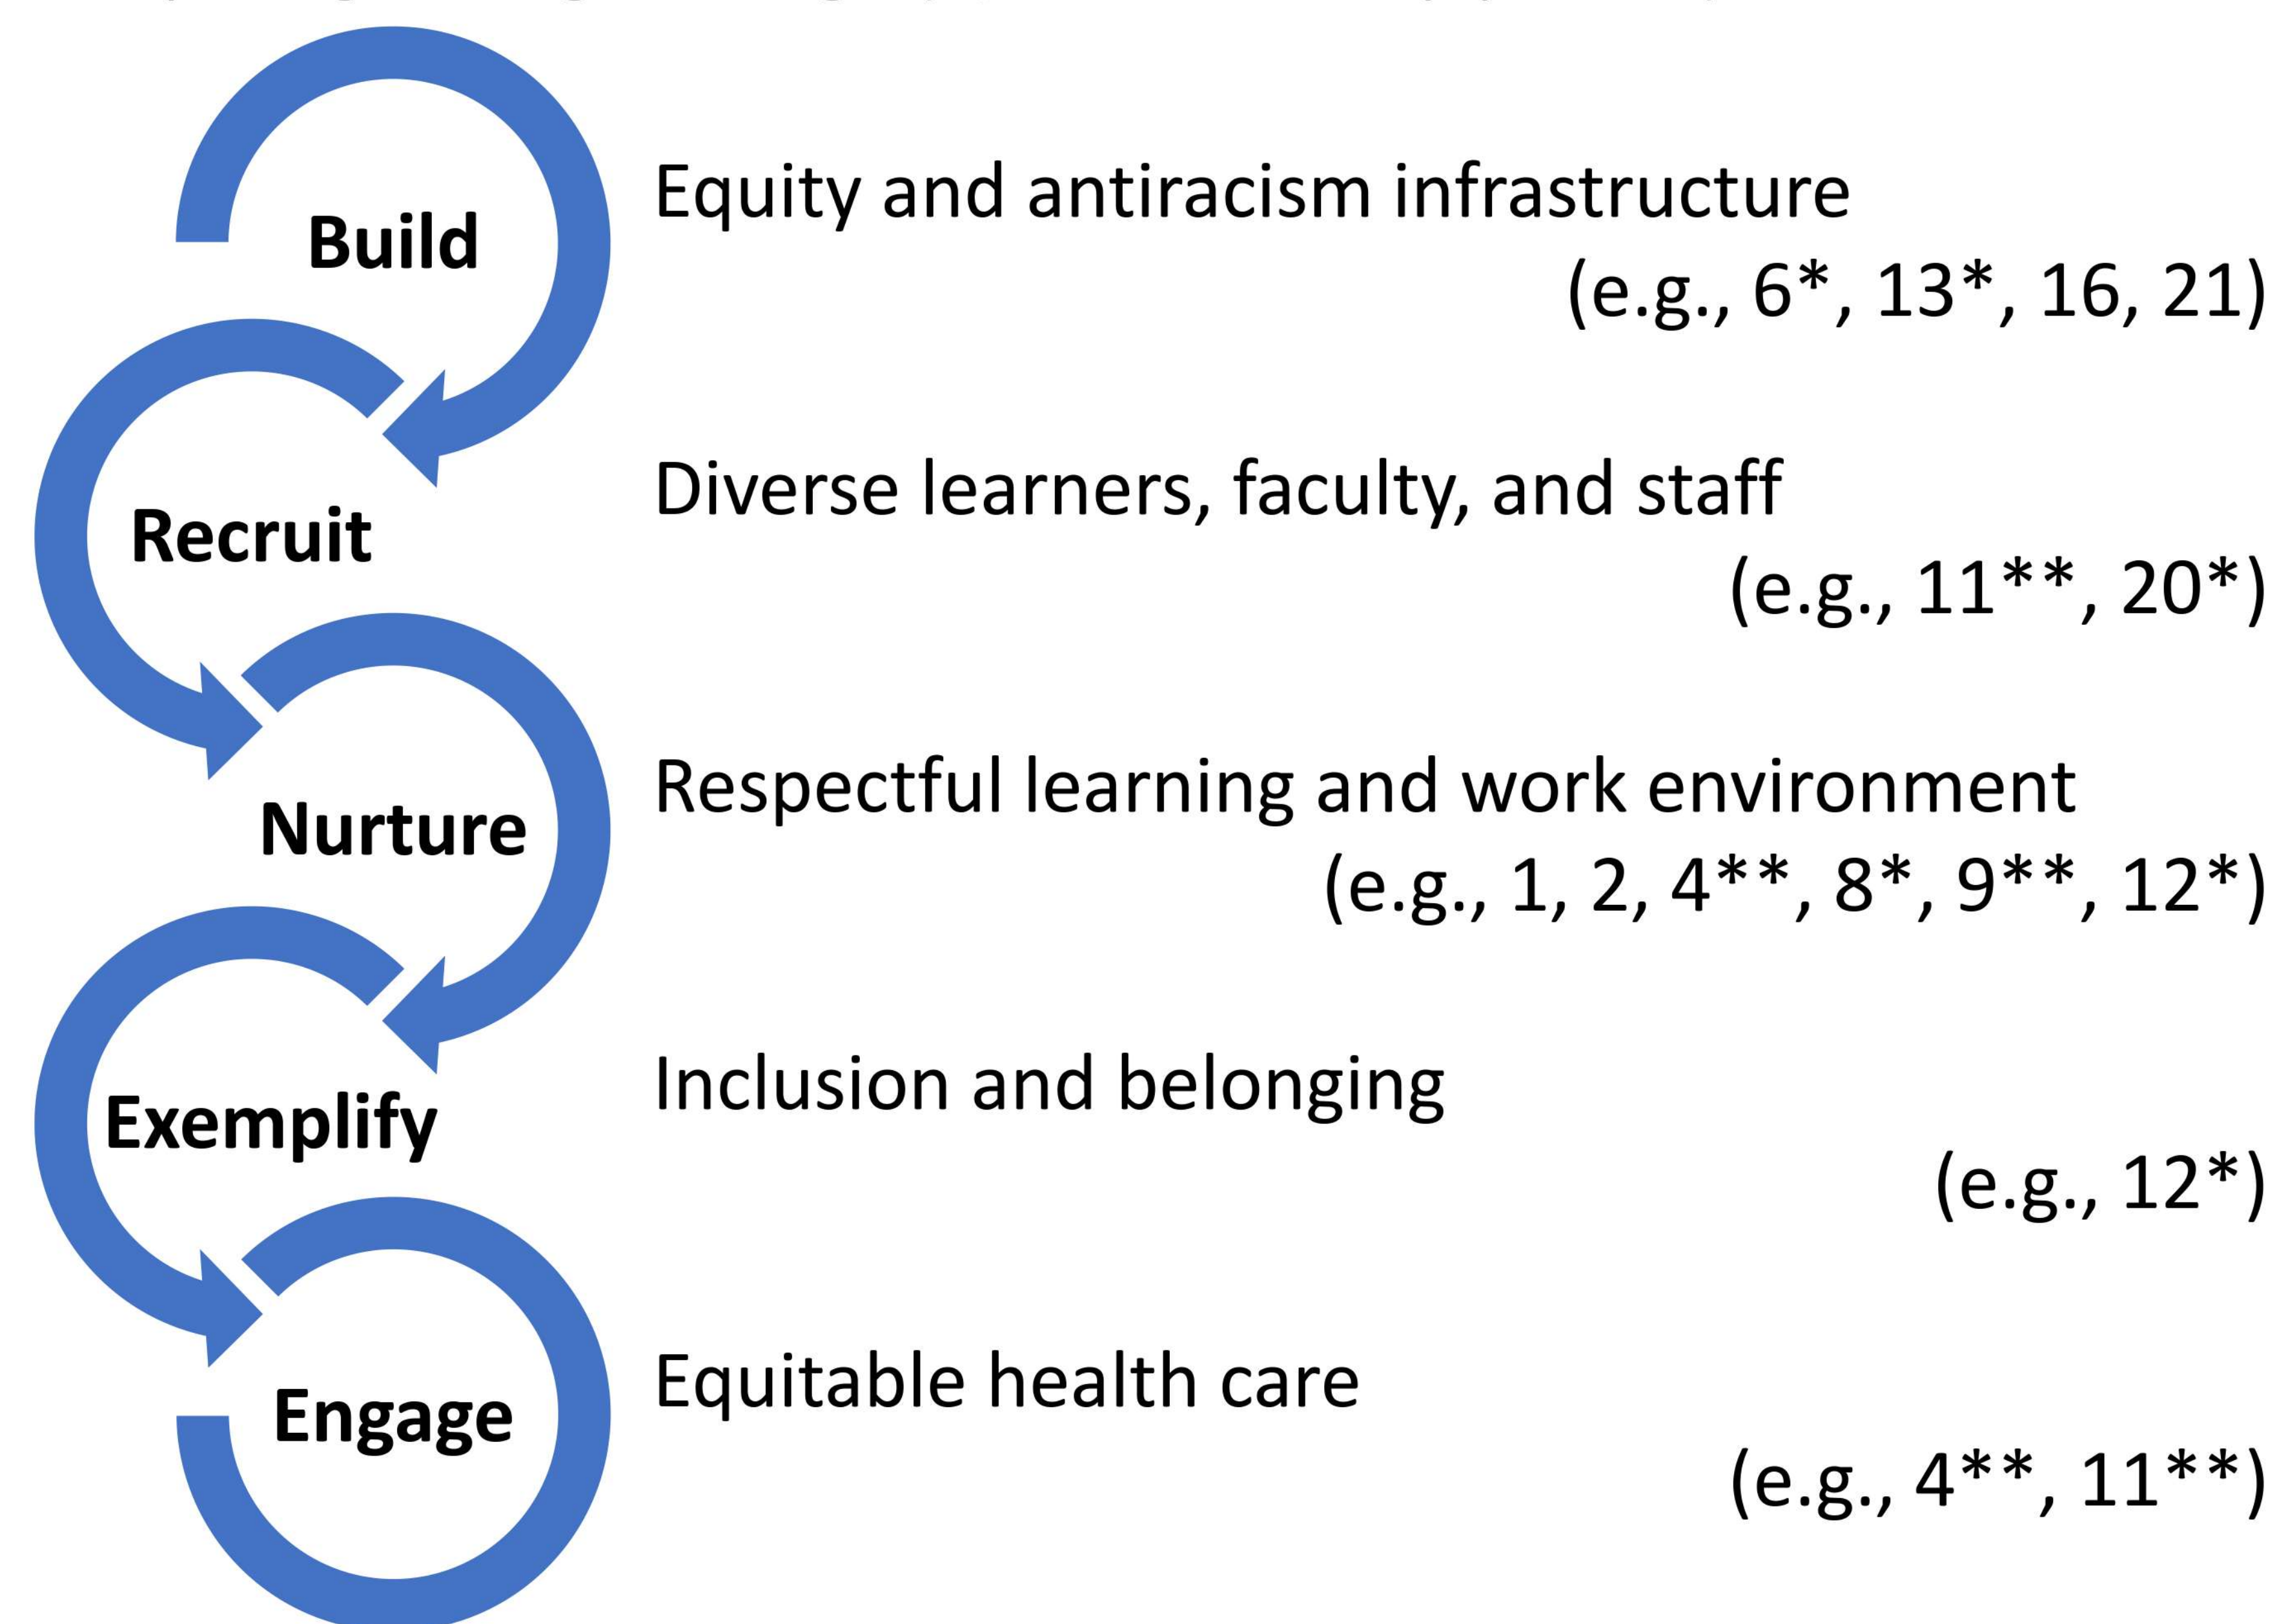 Build
Equity and antiracism infrastructure
(e.g., 6*, 13*, 16, 21)
Recruit
Diverse learners, faculty, and staff
(e.g., 11**, 20*)
Nurture
Respectful learning and work environment
(e.g., 1, 2, 4**, 8*, 9**, 12*)
Exemplify
Inclusion and belonging
(e.g., 12*)
Engage
Equitable health care
(e.g., 4**, 11**)